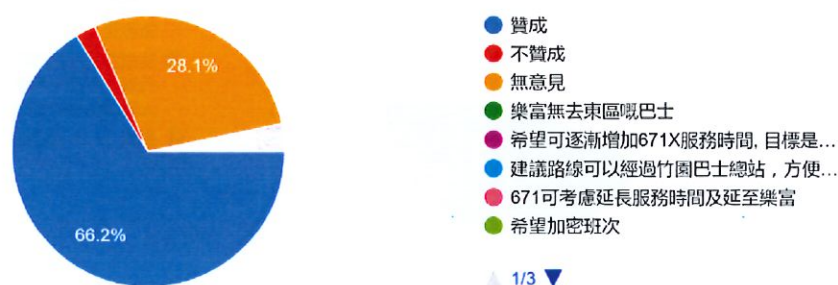 28.1%
66.2%
贊成
不贊成
無意見
樂富無去東區嘅巴士
希望可逐漸增加671X服務時間, 目標是...
建議路線可以經過竹園巴士總站，方便...
671可考慮延長服務時間及延至樂富
希望加密班次
1/3